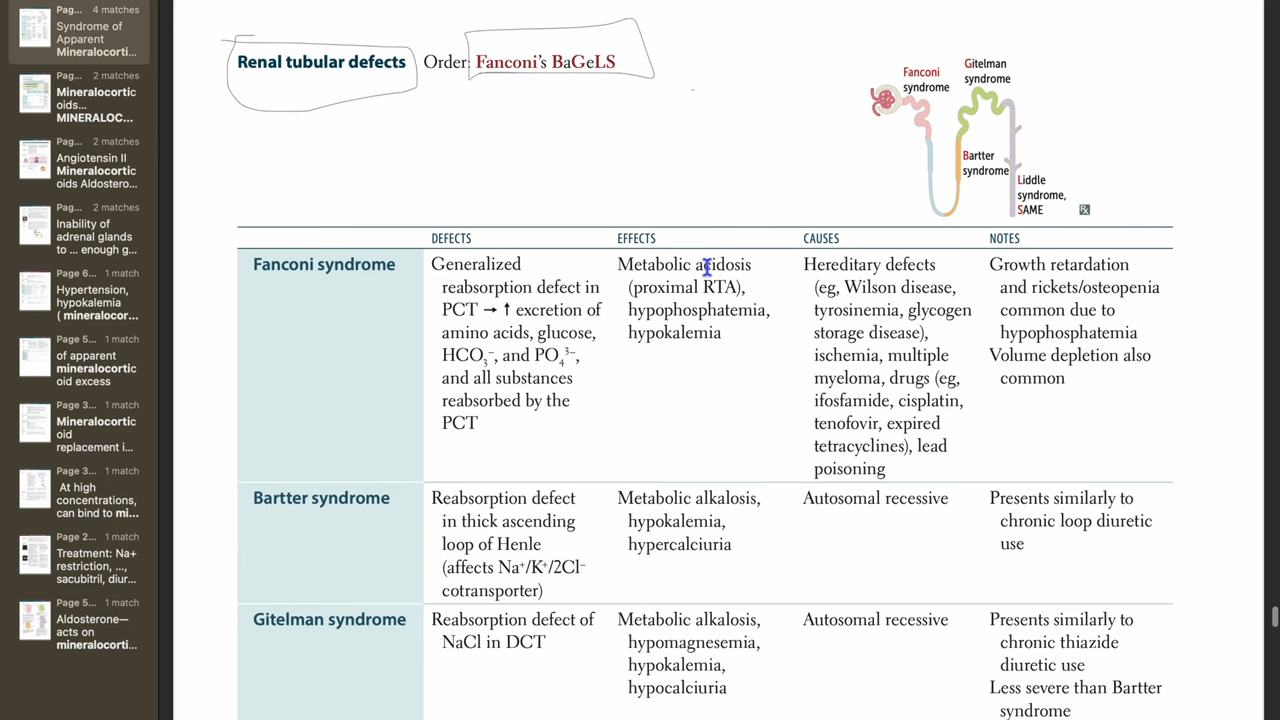 Pag... 4 matches
Syndrome of
Apparent
Mineralocorti...
Pag... 2 matches
Mineralocortic
oids...
MINERALOC...
Pag... 2 matches
Angiotensin II
Mineralocortic
oids Aldostero...
Pag... 2 matches
Inability of
adrenal glands
to ... enough g...
Page 6... 1 match
Hypertension,
hypokalemia
( mineralocor...
Page 5... 1 match
of apparent
mineralocortic
oid excess
Page 3... 1 match
Mineralocortic
oid
replacement i...
Page 3... 1 match
At high
concentrations,
can bind to mi...
Page 2... 1 match
Treatment: Na+
restriction, ...,
sacubitril, diur...
Page 5... 1 match
Aldosterone—
acts on
mineralocorti...
Renal tubular defects Order: Fanconi's BaGeLS
Fanconi
syndrome
Gitelman
syndrome
Bartter
syndrome
Liddle
syndrome,
SAME
Rx
DEFECTS EFFECTS CAUSES NOTES
Fanconi syndrome
Generalized
reabsorption defect in
PCT → ↑ excretion of
amino acids, glucose,
HCO₃⁻, and PO₄³⁻,
and all substances
reabsorbed by the
PCT
Metabolic acidosis
(proximal RTA),
hypophosphatemia,
hypokalemia
Hereditary defects
(eg, Wilson disease,
tyrosinemia, glycogen
storage disease),
ischemia, multiple
myeloma, drugs (eg,
ifosfamide, cisplatin,
tenofovir, expired
tetracyclines), lead
poisoning
Growth retardation
and rickets/osteopenia
common due to
hypophosphatemia
Volume depletion also
common
Bartter syndrome
Reabsorption defect
in thick ascending
loop of Henle
(affects Na⁺/K⁺/2Cl⁻
cotransporter)
Metabolic alkalosis,
hypokalemia,
hypercalciuria
Autosomal recessive
Presents similarly to
chronic loop diuretic
use
Gitelman syndrome
Reabsorption defect of
NaCl in DCT
Metabolic alkalosis,
hypomagnesemia,
hypokalemia,
hypocalciuria
Autosomal recessive
Presents similarly to
chronic thiazide
diuretic use
Less severe than Bartter
syndrome